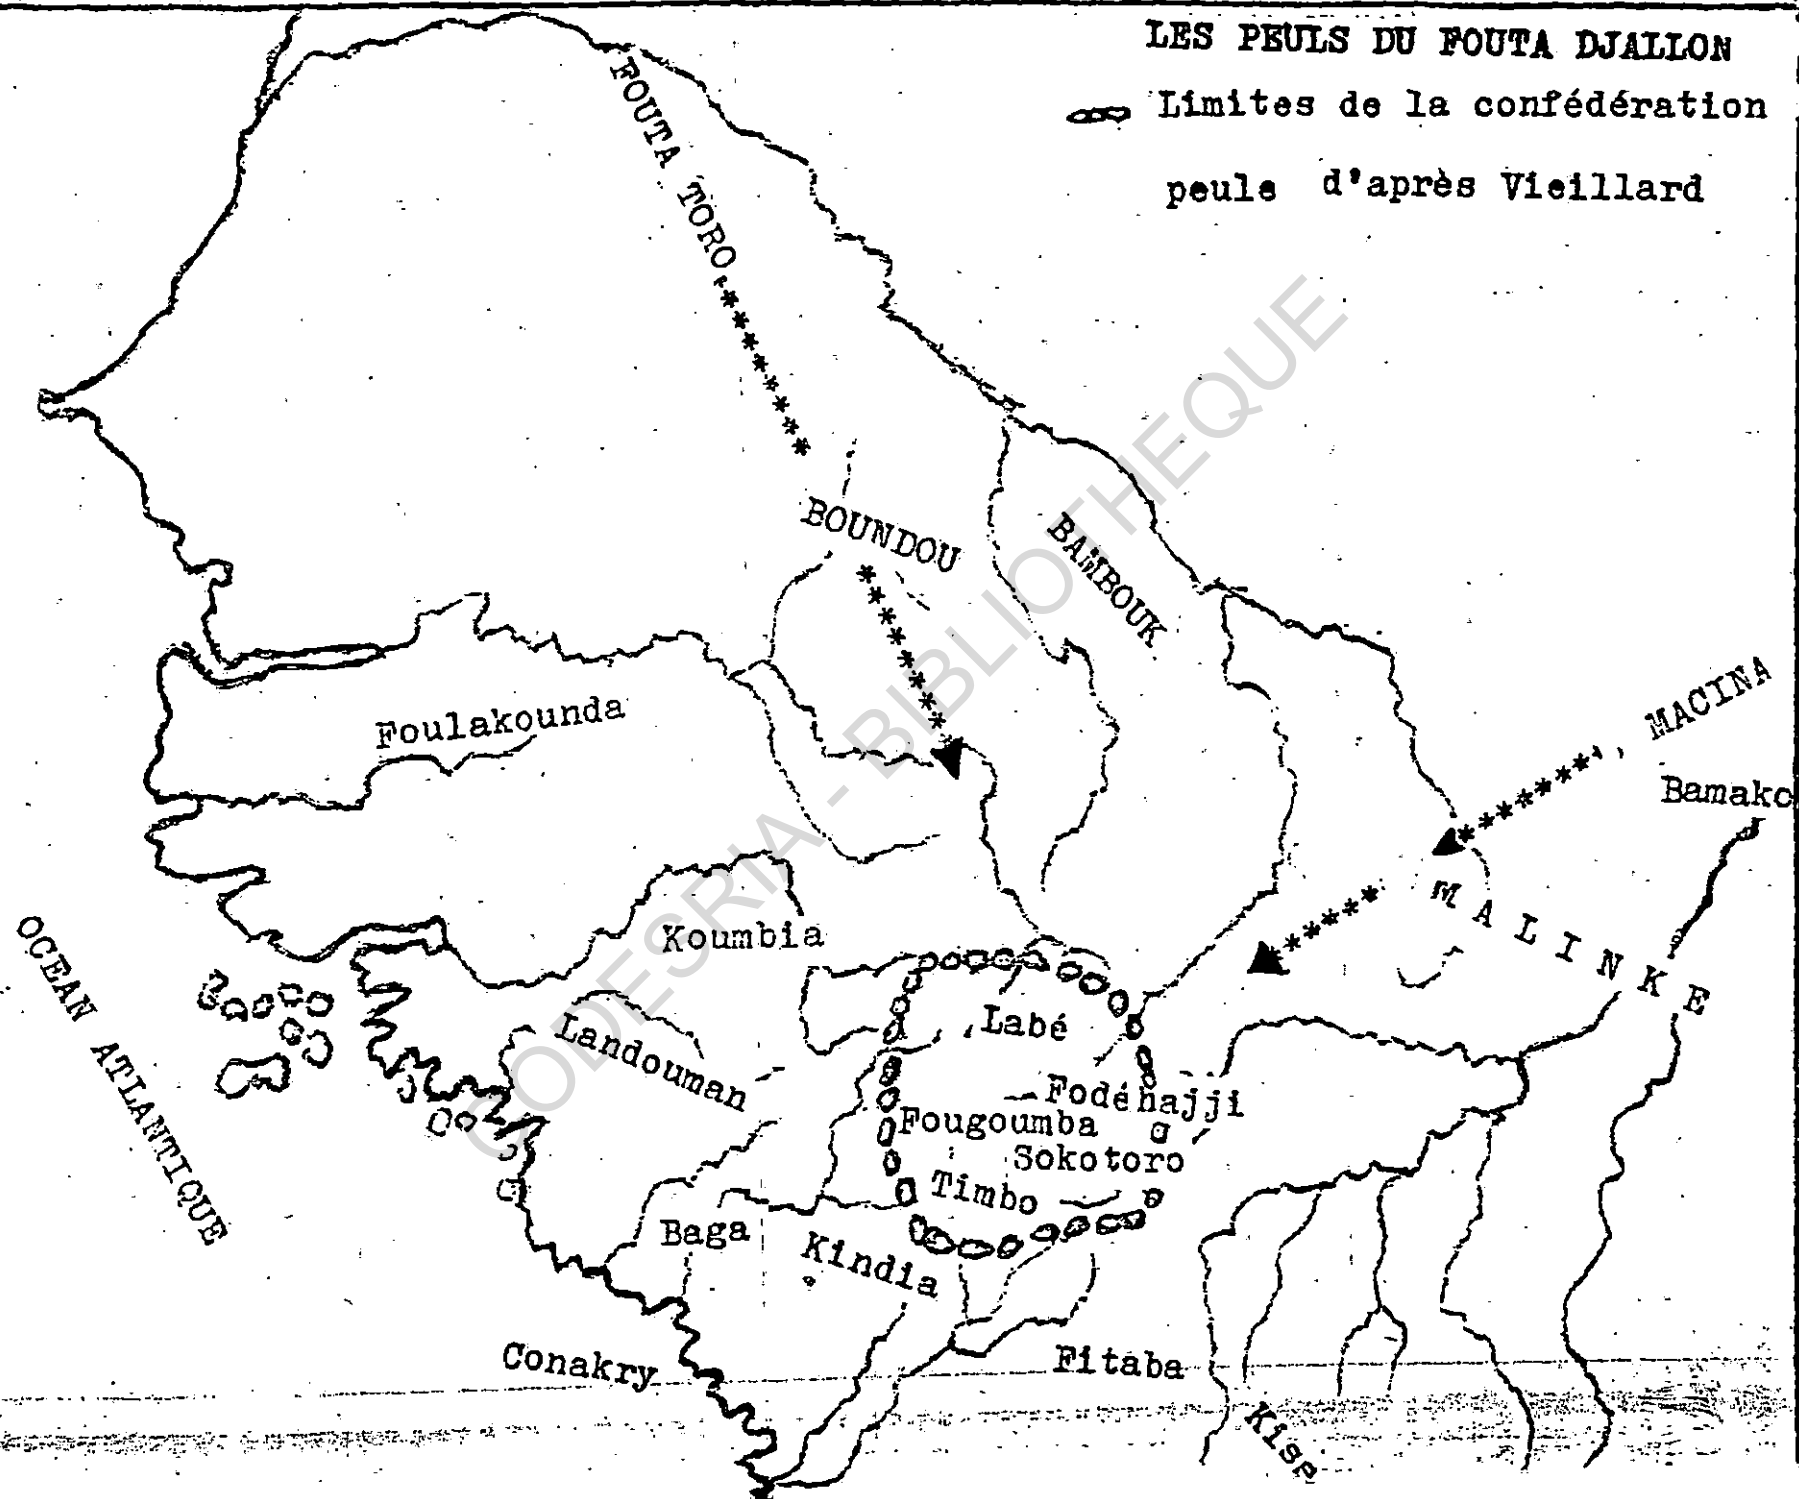 LES PEULS DU FOUTA DJALLON
Limites de la confédération
peule d'après Vieillard
FOUTA TORO
BOUNDOU
BAMBOUK
MACINA
Foulakounda
Bamako
MALINKE
OCEAN ATLANTIQUE
Koumbia
Landouman
Labé
Fodéhajji
Fougoumba
Sokotoro
Timbo
Baga
Kindia
Conakry
Fitaba
Kise
CODESRIA - BIBLIOTHEQUE